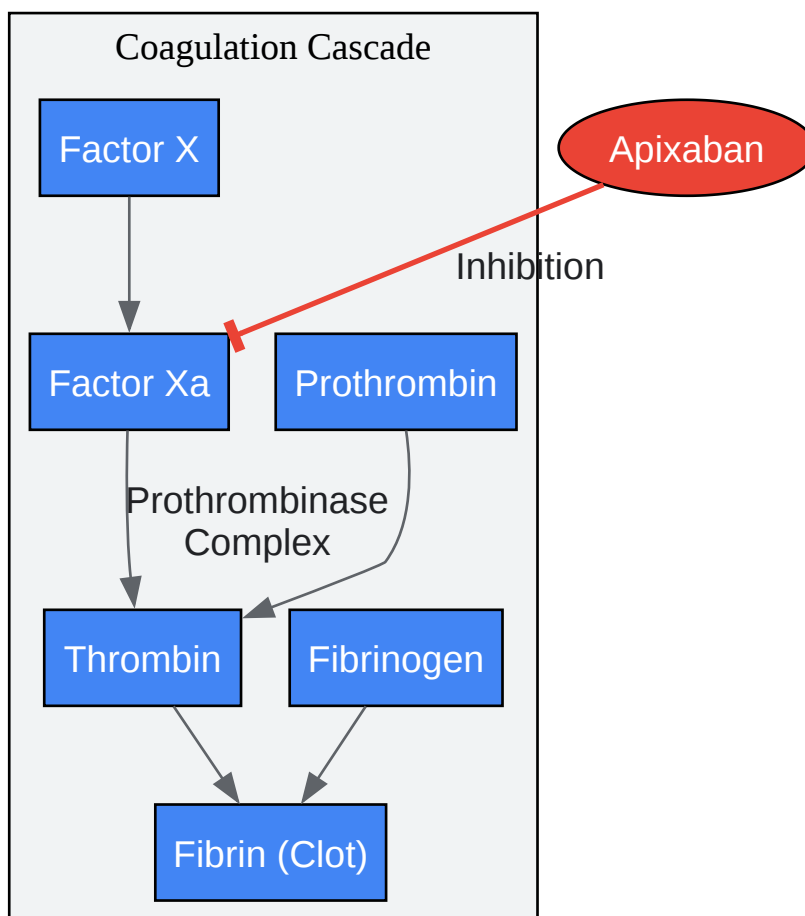 Coagulation Cascade
Factor X
Apixaban
Inhibition
Factor Xa
Prothrombin
Prothrombinase
Complex
Thrombin
Fibrinogen
Fibrin (Clot)